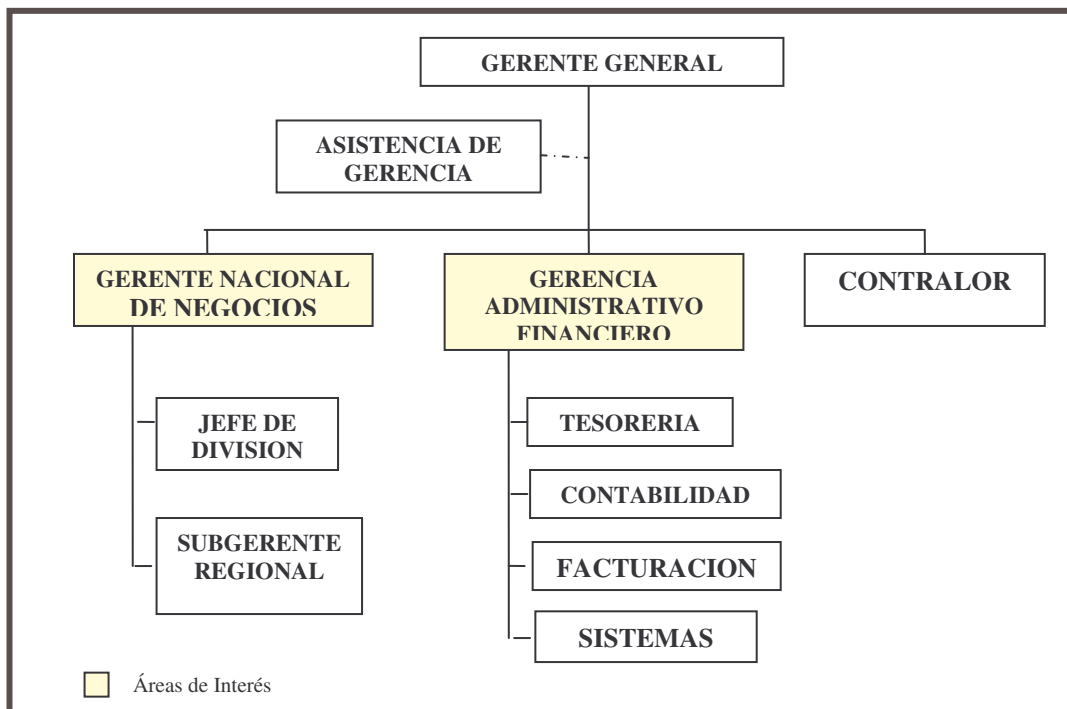 GERENTE GENERAL
ASISTENCIA DE
GERENCIA
GERENTE NACIONAL
DE NEGOCIOS
GERENCIA
ADMINISTRATIVO
FINANCIERO
CONTRALOR
JEFE DE
DIVISION
SUBGERENTE
REGIONAL
TESORERIA
CONTABILIDAD
FACTURACION
SISTEMAS
Áreas de Interés